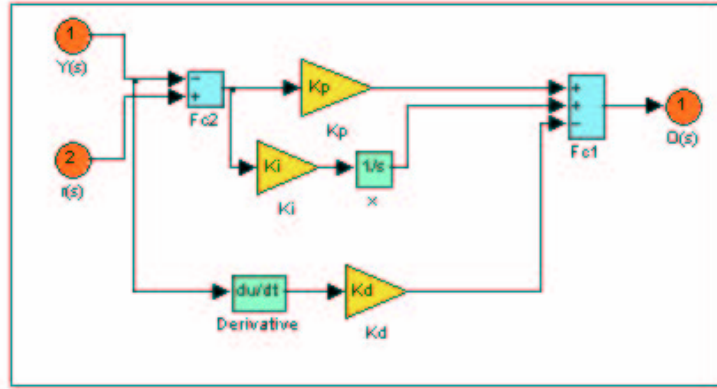 1
Y(s)
-
+
Fc2
Kp
Kp
+
+
-
Fc1
1
O(s)
2
r(s)
Ki
Ki
1/s
x
du/dt
Derivative
Kd
Kd